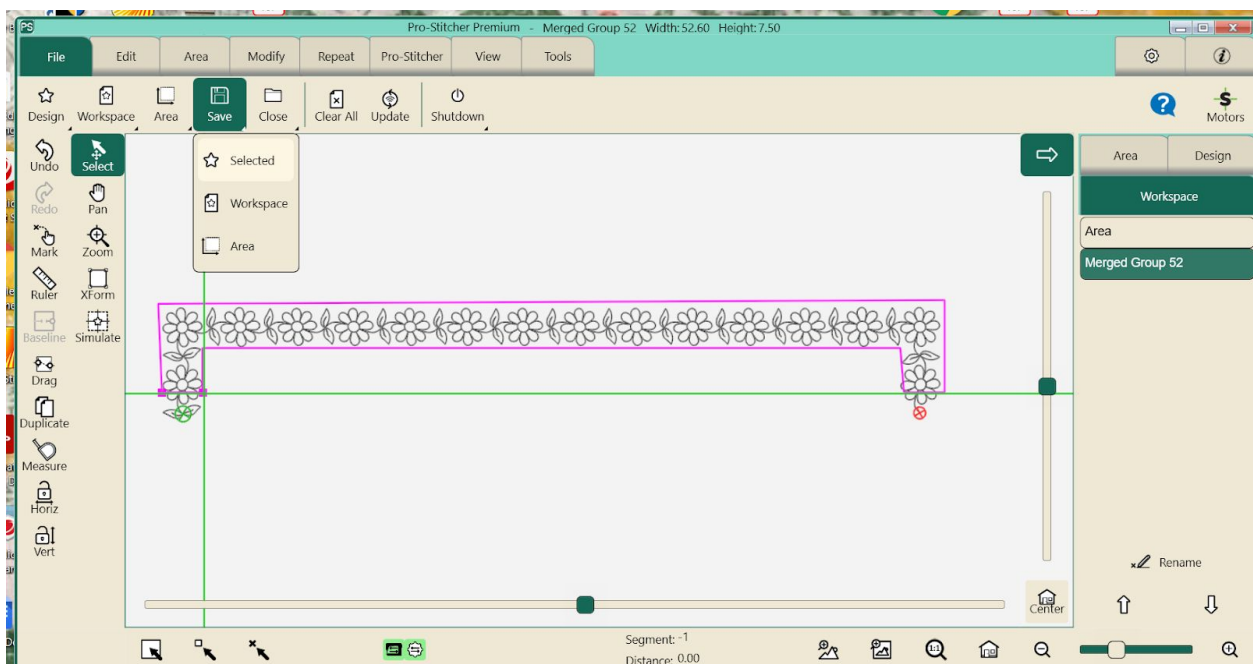 PS
Pro-Stitcher Premium - Merged Group 52 Width: 52.60 Height: 7.50
File Edit Area Modify Repeat Pro-Stitcher View Tools
Design Workspace Area Save Close Clear All Update Shutdown
Motors
Undo Select
Redo Pan
Mark Zoom
Ruler XForm
Baseline Simulate
Drag
Duplicate
Measure
Horiz
Vert
Selected
Workspace
Area
Area Design
Workspace
Area
Merged Group 52
Rename
Center
Segment: -1
Distance: 0.00
1:1